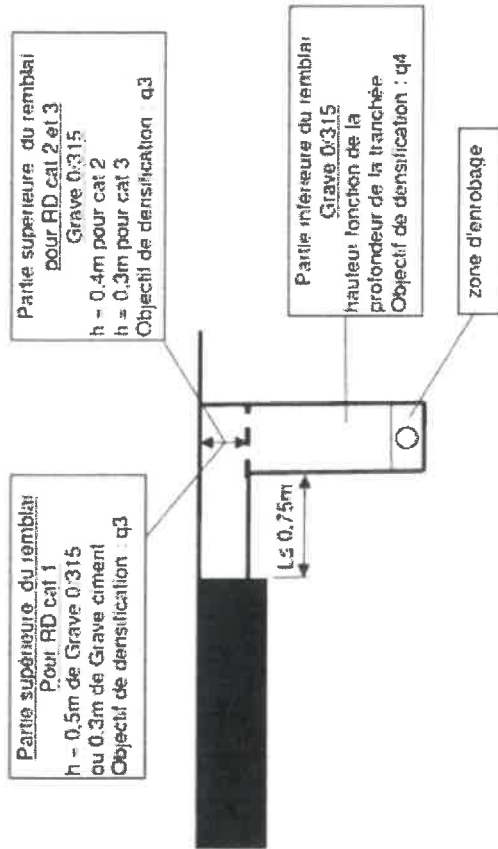 Partie supérieure du remblai
Pour RD cat 1
h = 0,5m de Grave 0/315
ou 0.3m de Grave ciment
Objectif de densification : q3
Partie supérieure du remblai
pour RD cat 2 et 3
Grave 0/315
h = 0.4m pour cat 2
h = 0,3m pour cat 3
Objectif de densification : q3
L≤ 0,75m
Partie inférieure du remblai
Grave 0/315
hauteur fonction de la
profondeur de la tranchée
Objectif de densification : q4
zone d'enrobage